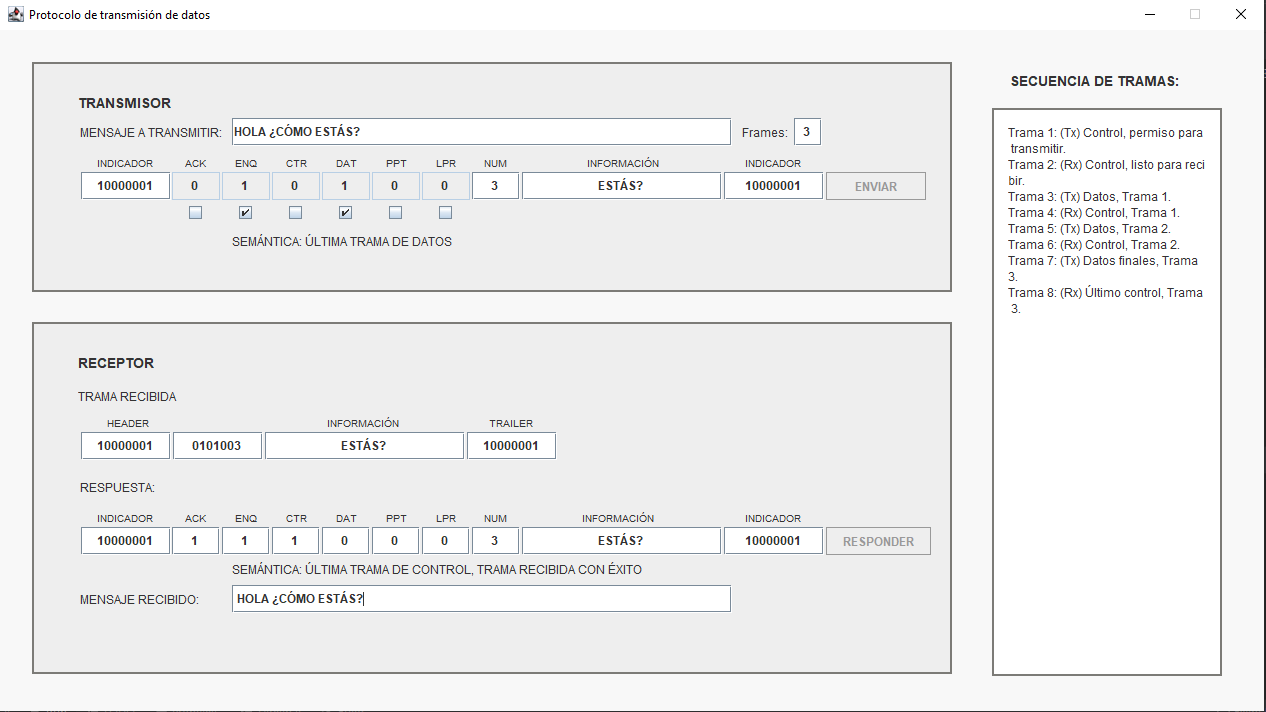 Protocolo de transmisión de datos
TRANSMISOR
MENSAJE A TRANSMITIR: HOLA ¿CÓMO ESTÁS? Frames: 3
INDICADOR ACK ENQ CTR DAT PPT LPR NUM INFORMACIÓN INDICADOR
10000001 0 1 0 1 0 0 3 ESTÁS? 10000001 ENVIAR
SEMÁNTICA: ÚLTIMA TRAMA DE DATOS
RECEPTOR
TRAMA RECIBIDA
HEADER INFORMACIÓN TRAILER
10000001 0101003 ESTÁS? 10000001
RESPUESTA:
INDICADOR ACK ENQ CTR DAT PPT LPR NUM INFORMACIÓN INDICADOR
10000001 1 1 1 0 0 0 3 ESTÁS? 10000001 RESPONDER
SEMÁNTICA: ÚLTIMA TRAMA DE CONTROL, TRAMA RECIBIDA CON ÉXITO
MENSAJE RECIBIDO: HOLA ¿CÓMO ESTÁS?
SECUENCIA DE TRAMAS:
Trama 1: (Tx) Control, permiso para
transmitir.
Trama 2: (Rx) Control, listo para reci
bir.
Trama 3: (Tx) Datos, Trama 1.
Trama 4: (Rx) Control, Trama 1.
Trama 5: (Tx) Datos, Trama 2.
Trama 6: (Rx) Control, Trama 2.
Trama 7: (Tx) Datos finales, Trama
3.
Trama 8: (Rx) Último control, Trama
3.